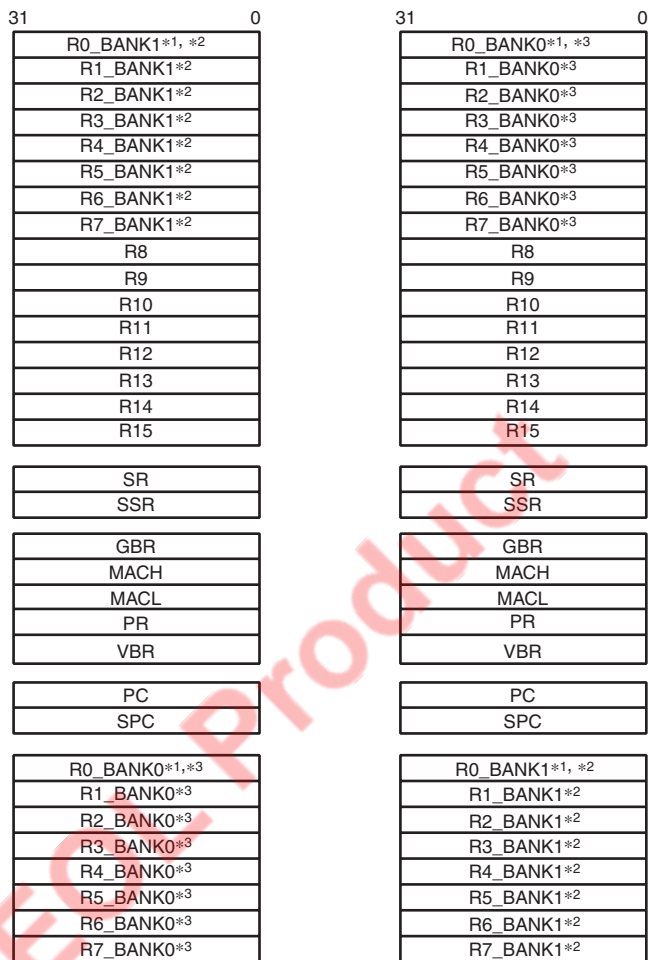 31 0
R0_BANK1*1, *2
R1_BANK1*2
R2_BANK1*2
R3_BANK1*2
R4_BANK1*2
R5_BANK1*2
R6_BANK1*2
R7_BANK1*2
R8
R9
R10
R11
R12
R13
R14
R15
SR
SSR
GBR
MACH
MACL
PR
VBR
PC
SPC
R0_BANK0*1,*3
R1_BANK0*3
R2_BANK0*3
R3_BANK0*3
R4_BANK0*3
R5_BANK0*3
R6_BANK0*3
R7_BANK0*3
31 0
R0_BANK0*1, *3
R1_BANK0*3
R2_BANK0*3
R3_BANK0*3
R4_BANK0*3
R5_BANK0*3
R6_BANK0*3
R7_BANK0*3
R8
R9
R10
R11
R12
R13
R14
R15
SR
SSR
GBR
MACH
MACL
PR
VBR
PC
SPC
R0_BANK1*1, *2
R1_BANK1*2
R2_BANK1*2
R3_BANK1*2
R4_BANK1*2
R5_BANK1*2
R6_BANK1*2
R7_BANK1*2
EOL Product